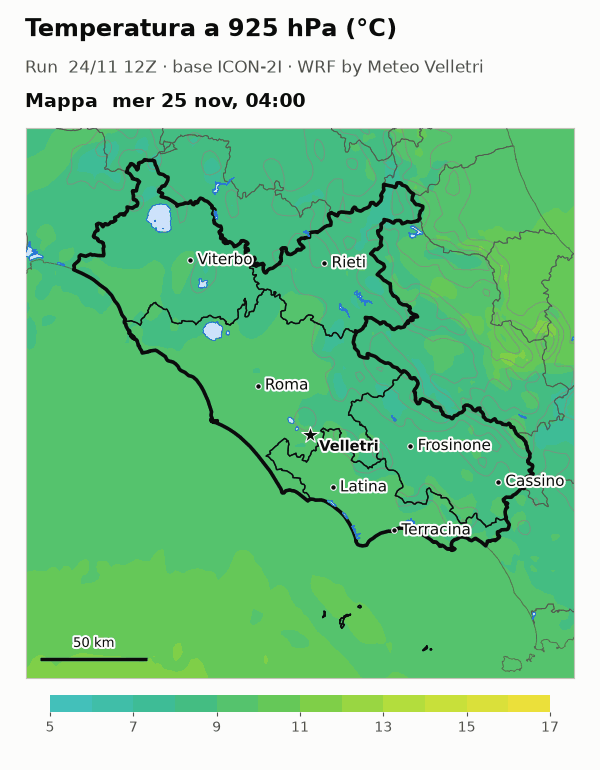 Temperatura a 925 hPa (°C)
Run  24/11 12Z · base ICON-2I · WRF by Meteo Velletri
Mappa  mer 25 nov, 04:00
Viterbo
Rieti
Roma
Velletri
Frosinone
Cassino
Latina
Terracina
50 km
5 7 9 11 13 15 17